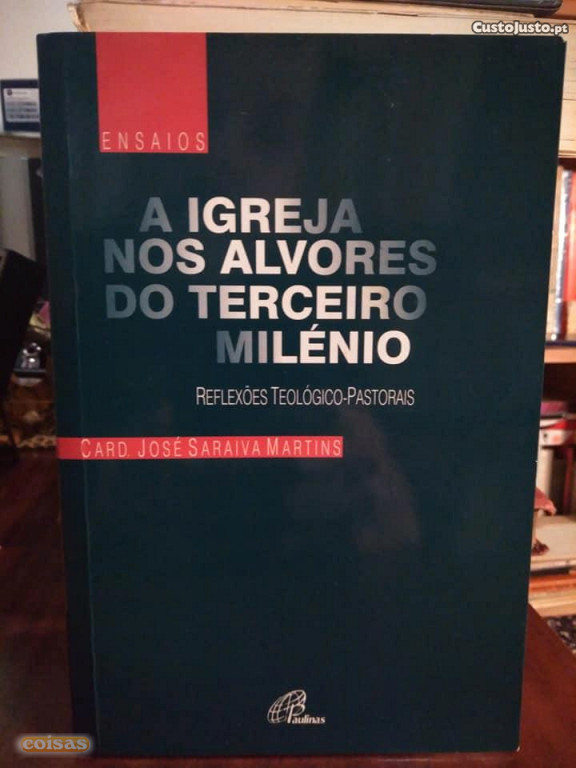 CustoJusto.pt
ENSAIOS
A IGREJA
NOS ALVORES
DO TERCEIRO
MILÉNIO
REFLEXÕES TEOLÓGICO-PASTORAIS
CARD. JOSÉ SARAIVA MARTINS
Paulinas
coisas